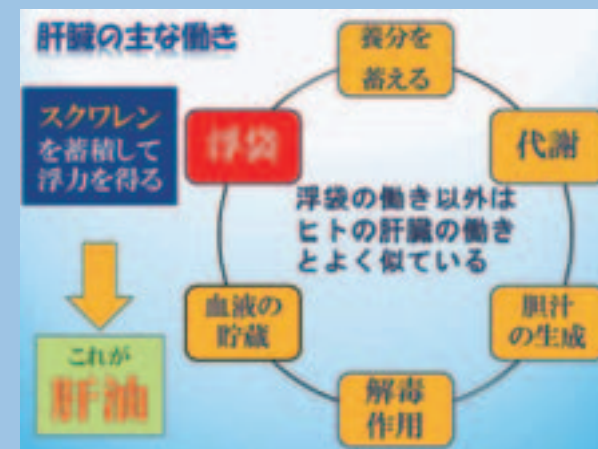 肝臓の主な働き
養分を
蓄える
スクワレン
を蓄積して
浮力を得る
浮袋
代謝
浮袋の働き以外は
ヒトの肝臓の働き
とよく似ている
血液の
貯蔵
胆汁
の生成
これが
肝油
解毒
作用